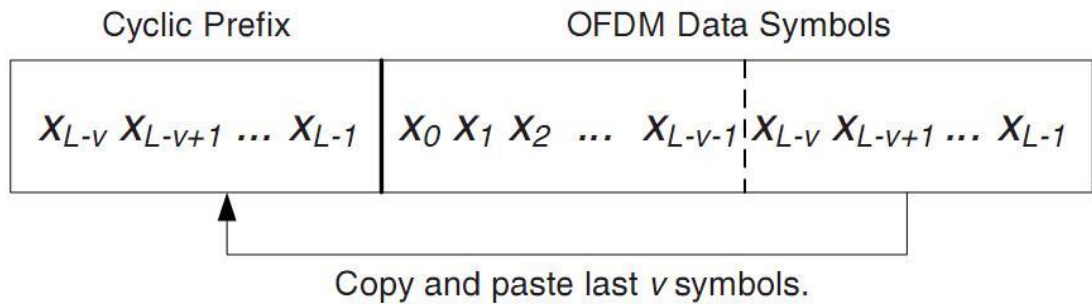 Cyclic Prefix OFDM Data Symbols
X_{L-v} X_{L-v+1} ... X_{L-1} X_0 X_1 X_2 ... X_{L-v-1} X_{L-v} X_{L-v+1} ... X_{L-1}
Copy and paste last v symbols.